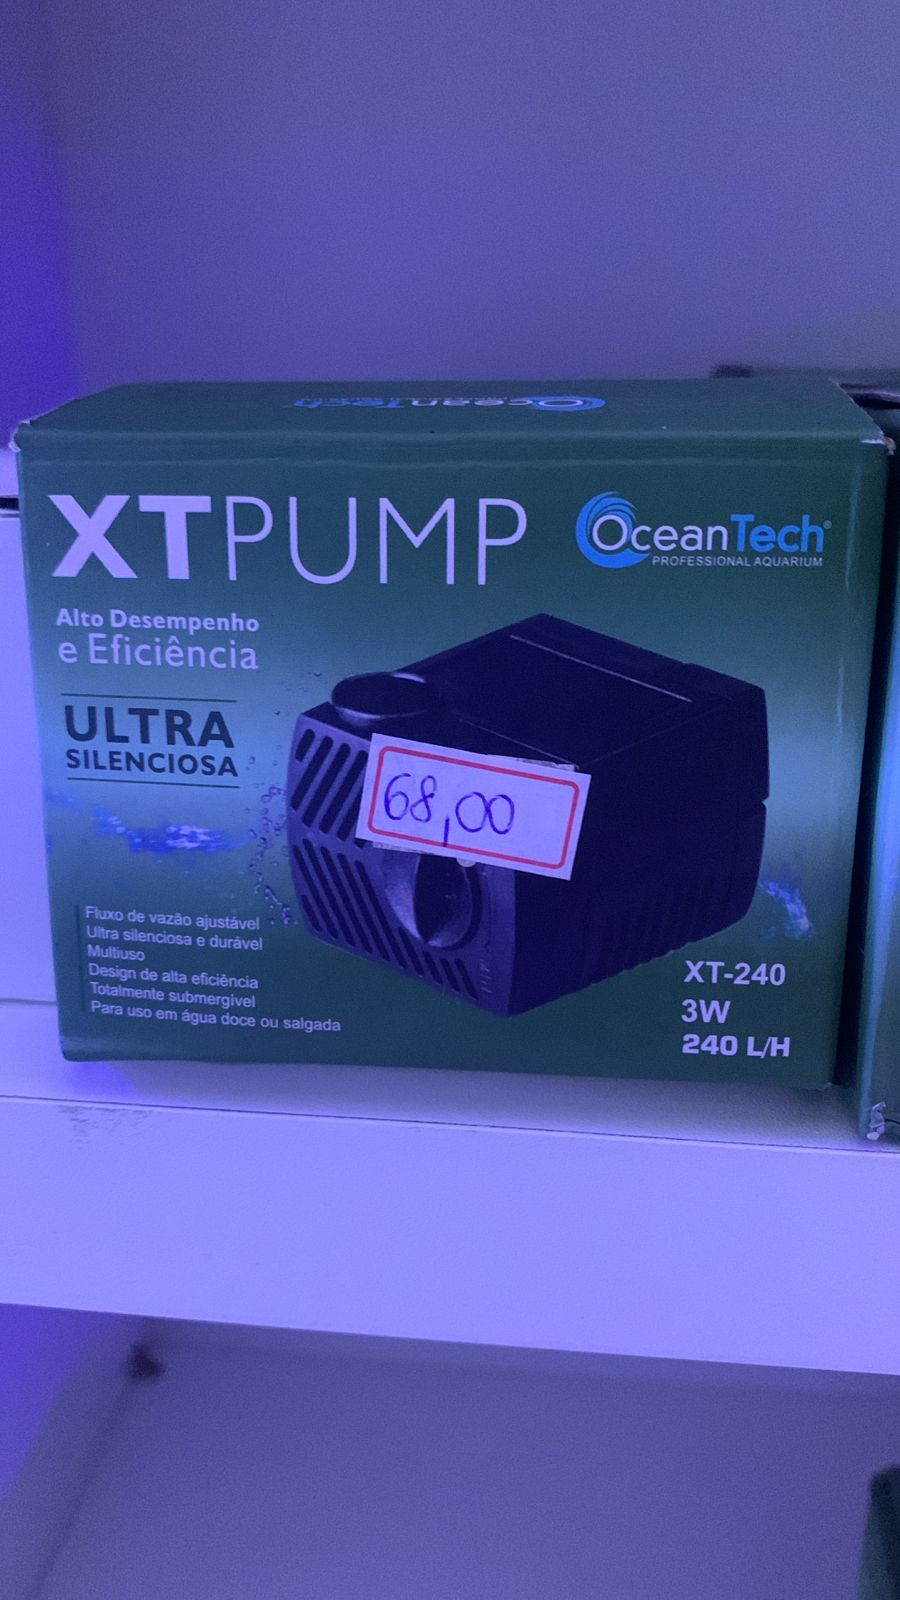 OceanTech
XTPUMP
OceanTech®
PROFESSIONAL AQUARIUM
Alto Desempenho
e Eficiência
ULTRA
SILENCIOSA
68,00
Fluxo de vazão ajustável
Ultra silenciosa e durável
Multiuso
Design de alta eficiência
Totalmente submergível
Para uso em água doce ou salgada
XT-240
3W
240 L/H